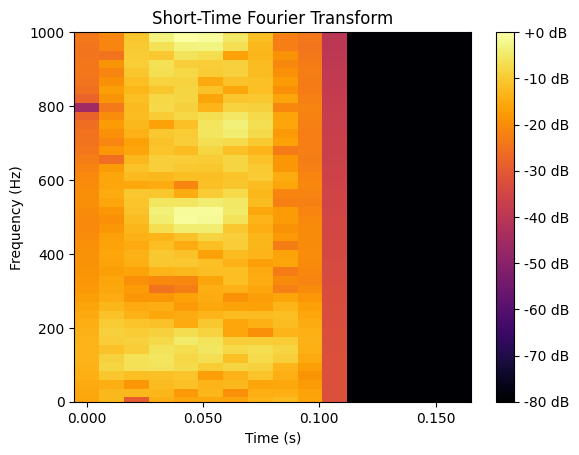 Short-Time Fourier Transform
1000
800
600
400
200
0
Frequency (Hz)
0.000
0.050
0.100
0.150
Time (s)
+0 dB
-10 dB
-20 dB
-30 dB
-40 dB
-50 dB
-60 dB
-70 dB
-80 dB